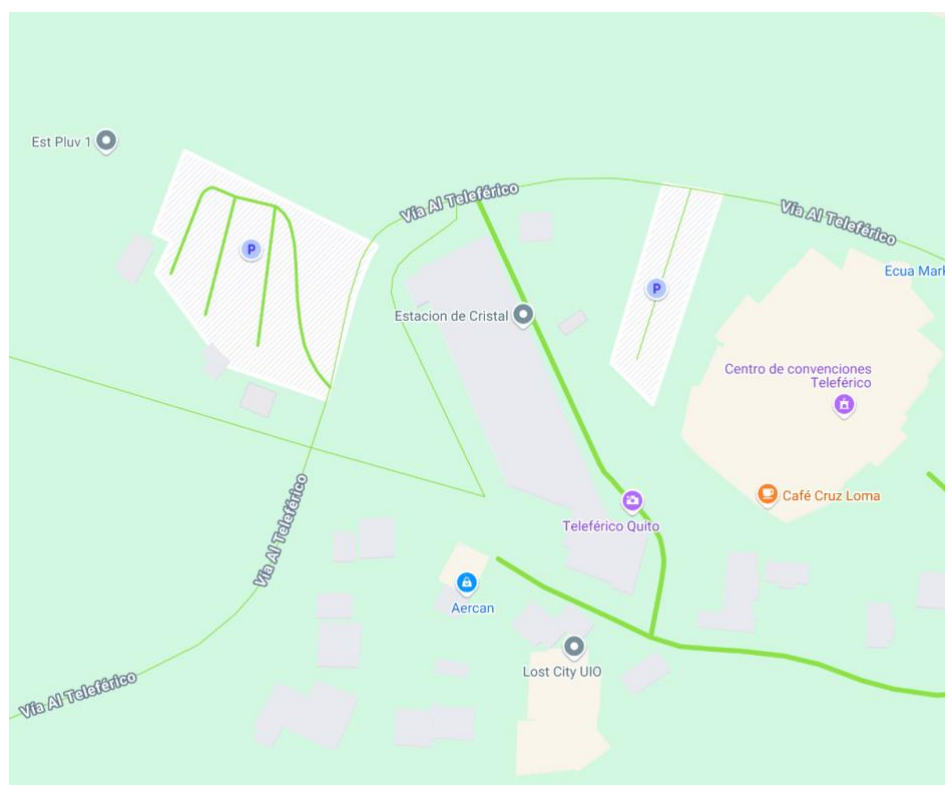 Est Pluv 1
Vía Al Teleférico
Vía Al Teleférico
P
Ecua Mark
P
Estacion de Cristal
Centro de convenciones
Teleférico
Café Cruz Loma
Teleférico Quito
Vía Al Teleférico
Aercan
Lost City UIO
Vía Al Teleférico